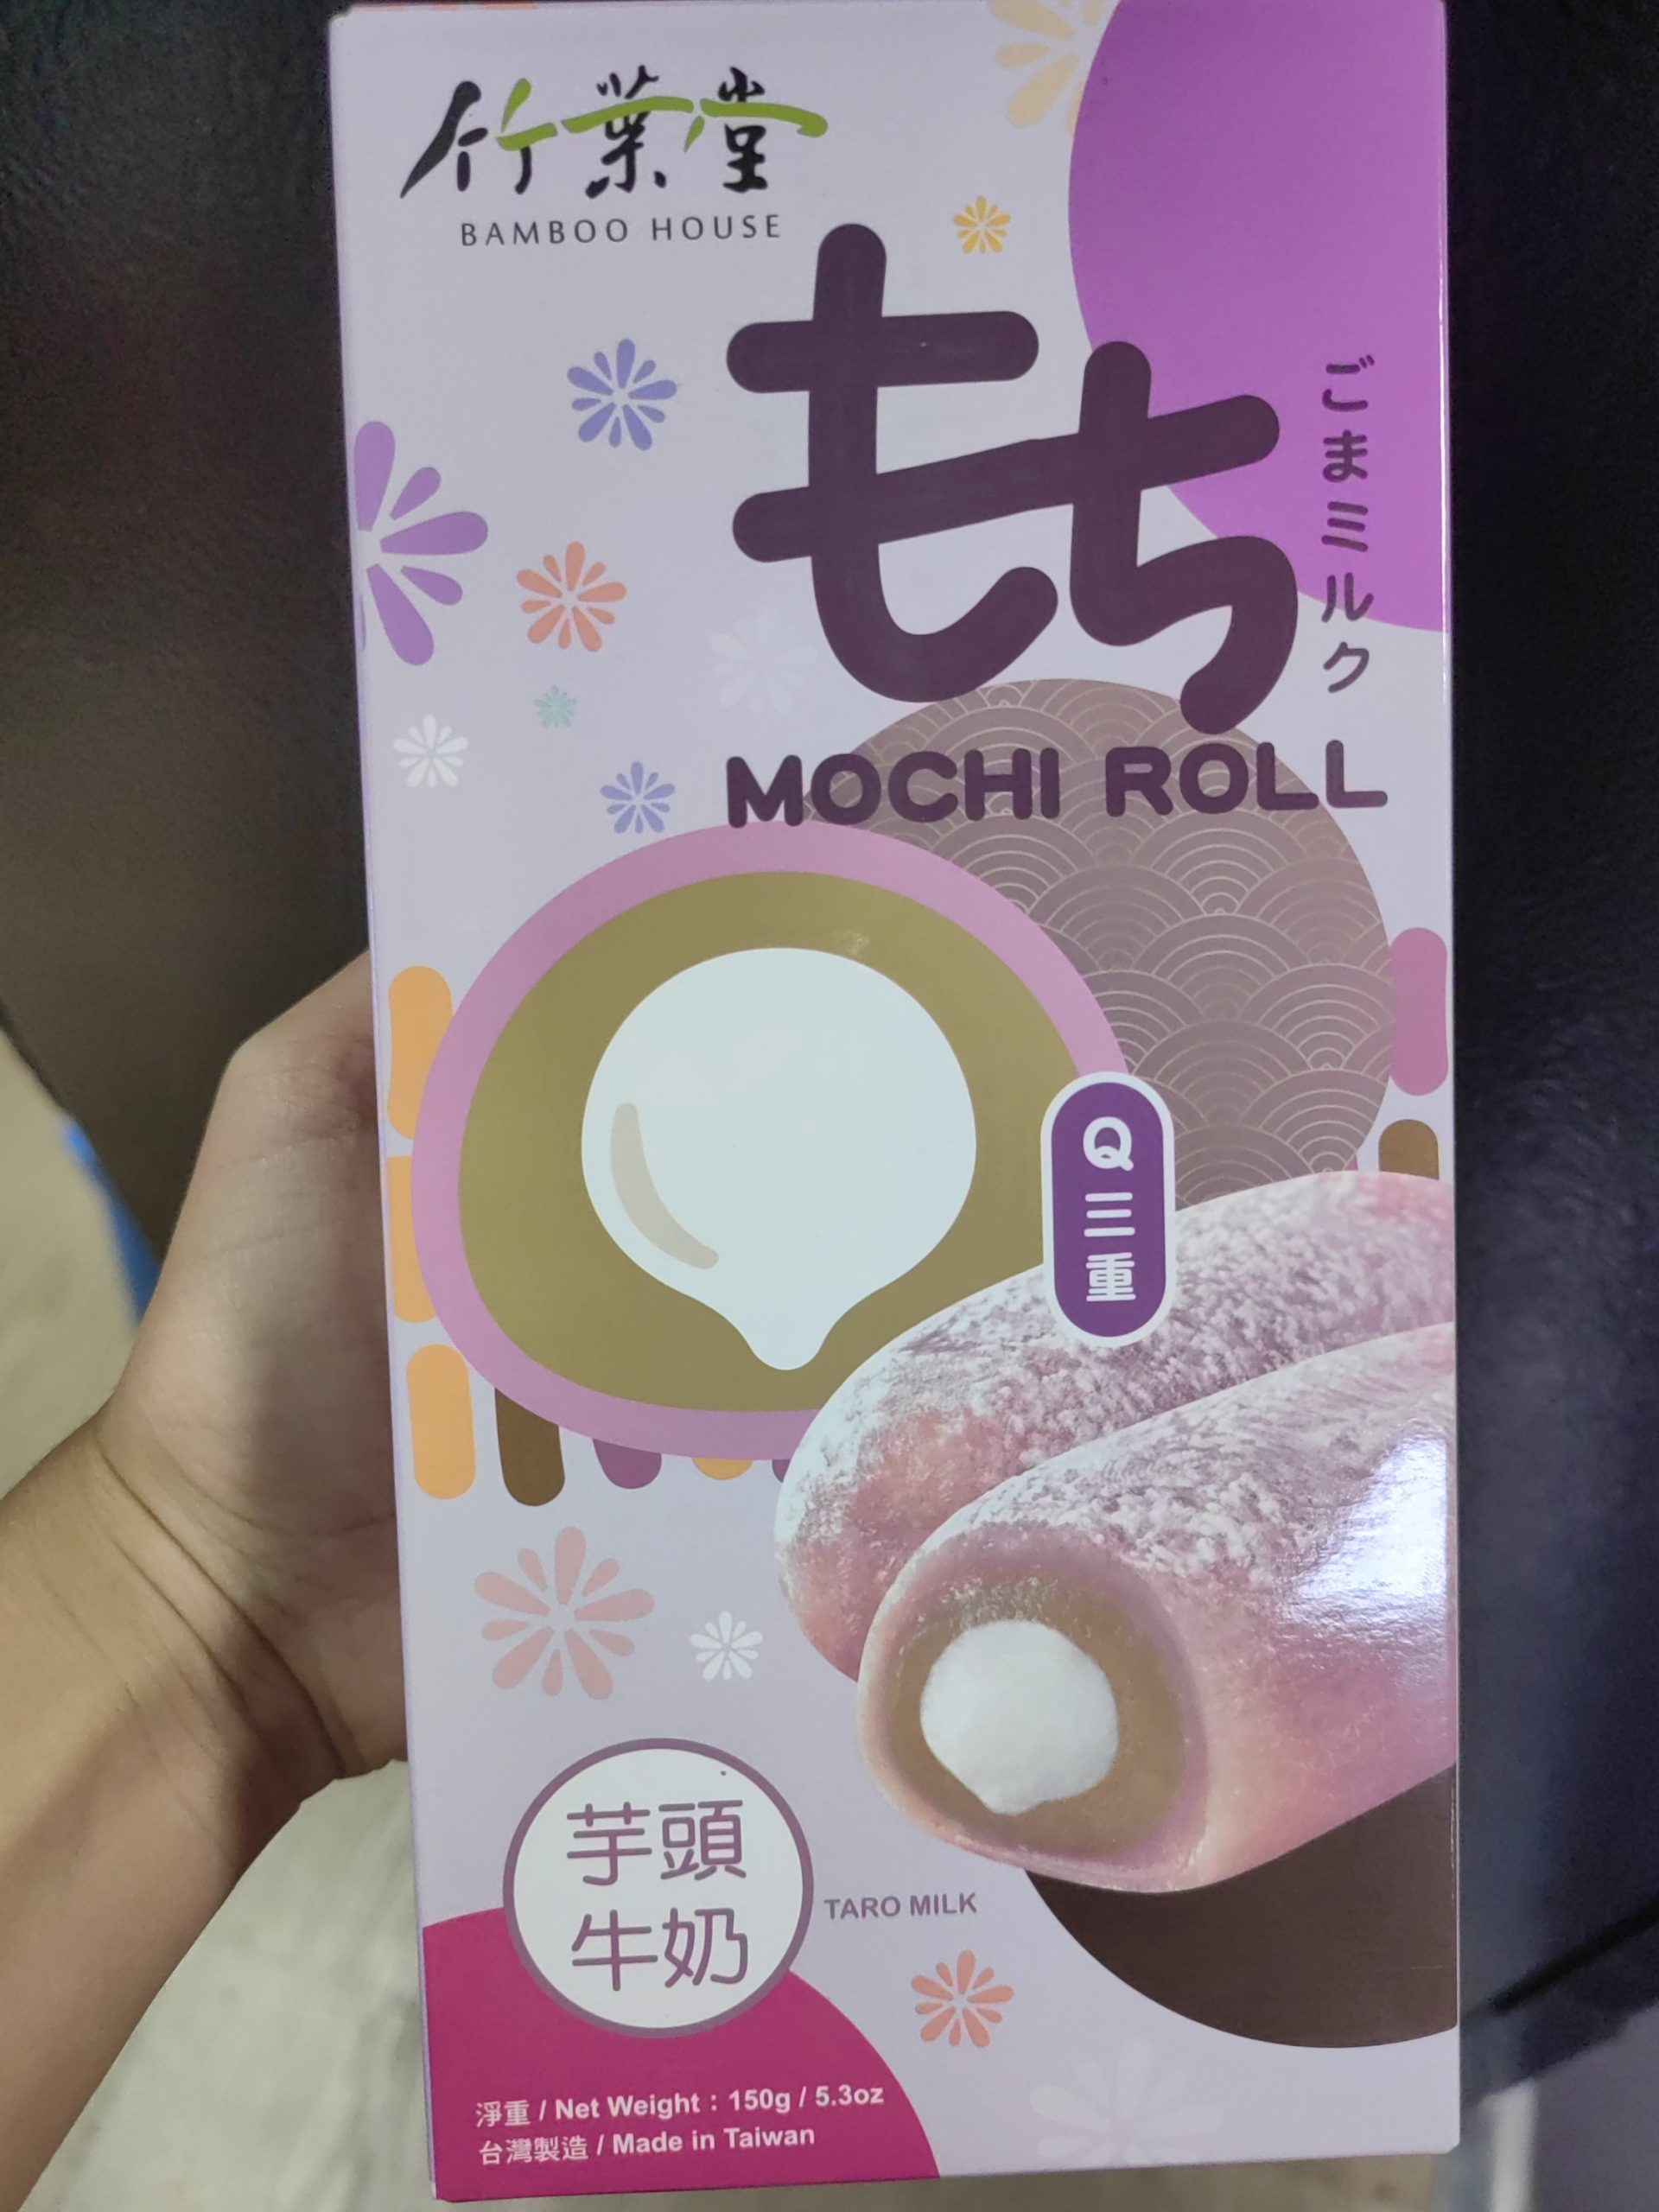 竹葉堂
BAMBOO HOUSE
もち
ごまミルク
MOCHI ROLL
Q三重
芋頭
牛奶
TARO MILK
淨重 / Net Weight : 150g / 5.3oz
台灣製造 / Made in Taiwan